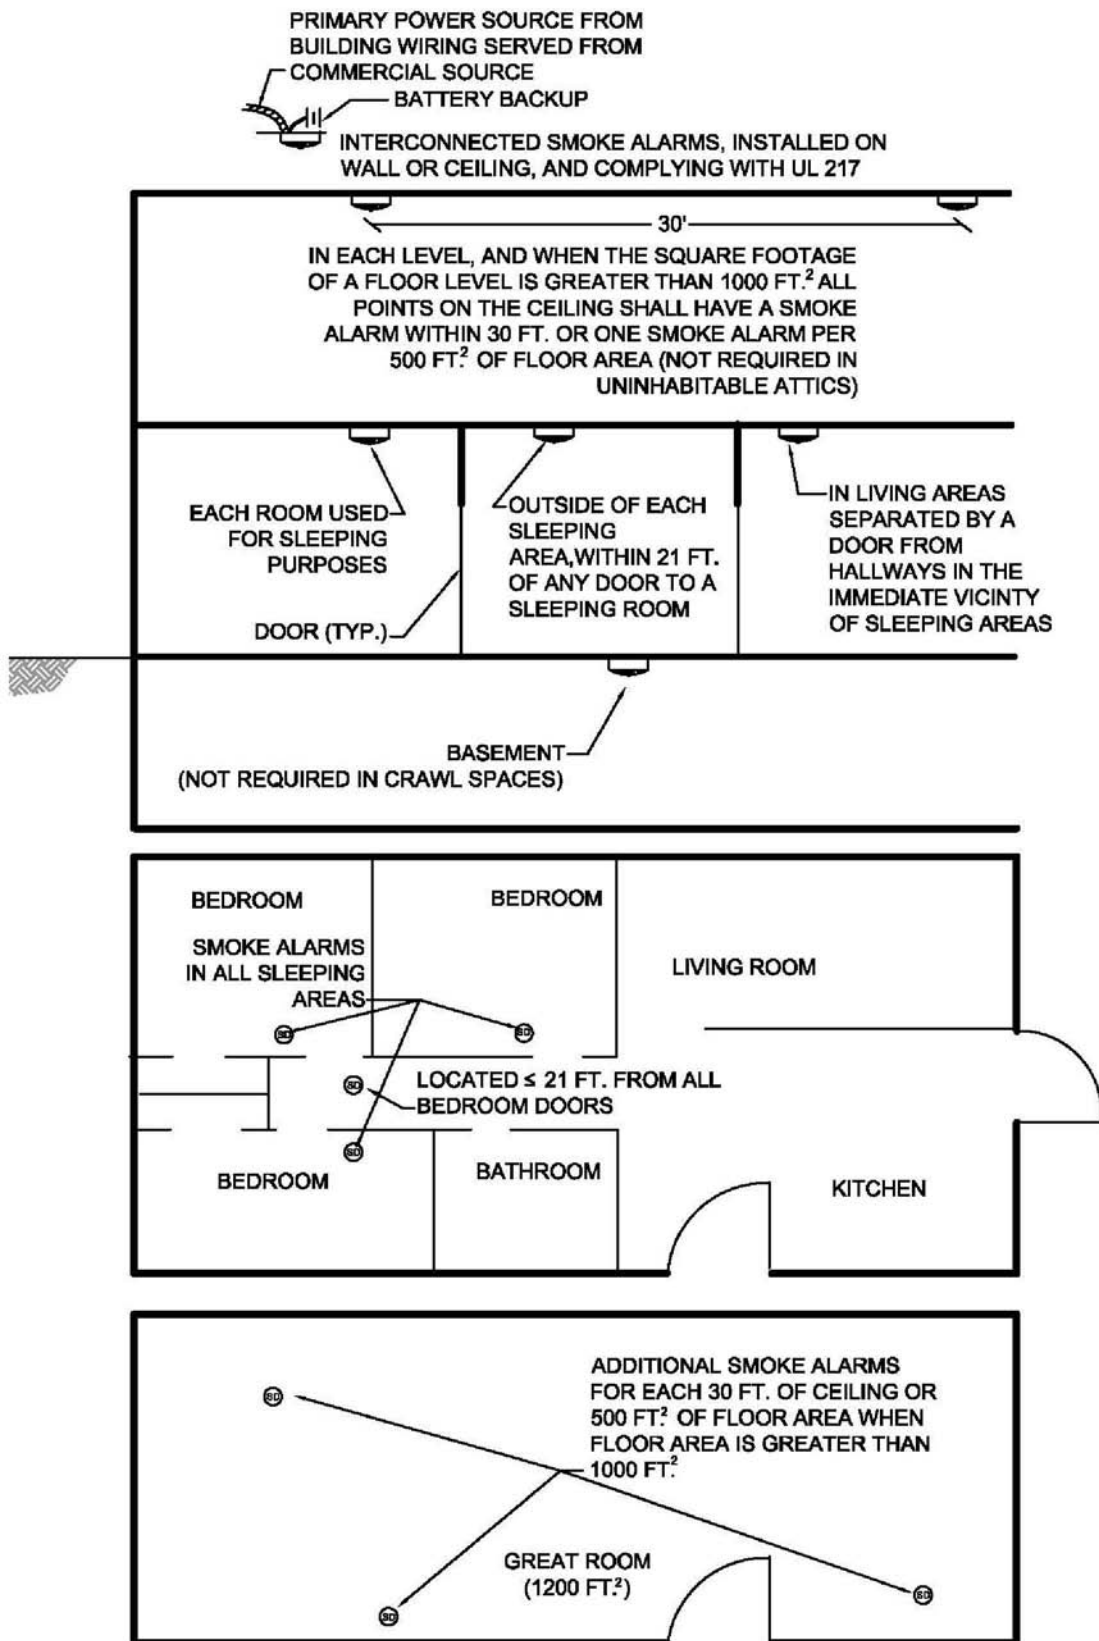 PRIMARY POWER SOURCE FROM
BUILDING WIRING SERVED FROM
COMMERCIAL SOURCE
BATTERY BACKUP
INTERCONNECTED SMOKE ALARMS, INSTALLED ON
WALL OR CEILING, AND COMPLYING WITH UL 217
30'
IN EACH LEVEL, AND WHEN THE SQUARE FOOTAGE
OF A FLOOR LEVEL IS GREATER THAN 1000 FT.² ALL
POINTS ON THE CEILING SHALL HAVE A SMOKE
ALARM WITHIN 30 FT. OR ONE SMOKE ALARM PER
500 FT.² OF FLOOR AREA (NOT REQUIRED IN
UNINHABITABLE ATTICS)
EACH ROOM USED
FOR SLEEPING
PURPOSES
DOOR (TYP.)
OUTSIDE OF EACH
SLEEPING
AREA,WITHIN 21 FT.
OF ANY DOOR TO A
SLEEPING ROOM
IN LIVING AREAS
SEPARATED BY A
DOOR FROM
HALLWAYS IN THE
IMMEDIATE VICINTY
OF SLEEPING AREAS
BASEMENT
(NOT REQUIRED IN CRAWL SPACES)
BEDROOM
BEDROOM
SMOKE ALARMS
IN ALL SLEEPING
AREAS
LIVING ROOM
SD
SD
SD
LOCATED ≤ 21 FT. FROM ALL
BEDROOM DOORS
SD
BEDROOM
BATHROOM
KITCHEN
ADDITIONAL SMOKE ALARMS
FOR EACH 30 FT. OF CEILING OR
500 FT.² OF FLOOR AREA WHEN
FLOOR AREA IS GREATER THAN
1000 FT.²
SD
GREAT ROOM
(1200 FT.²)
SD
SD